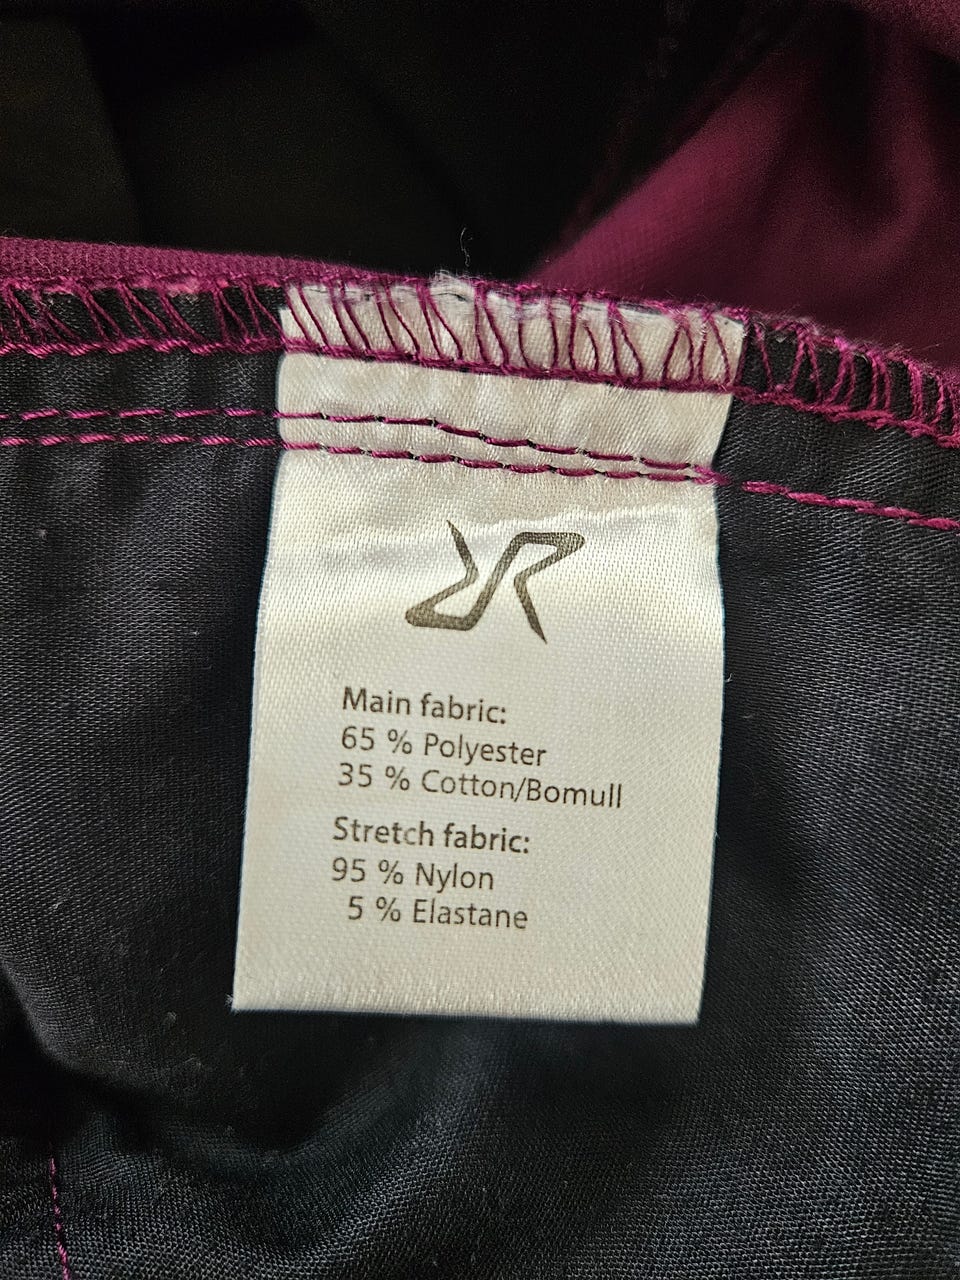 Main fabric:
65 % Polyester
35 % Cotton/Bomull
Stretch fabric:
95 % Nylon
5 % Elastane